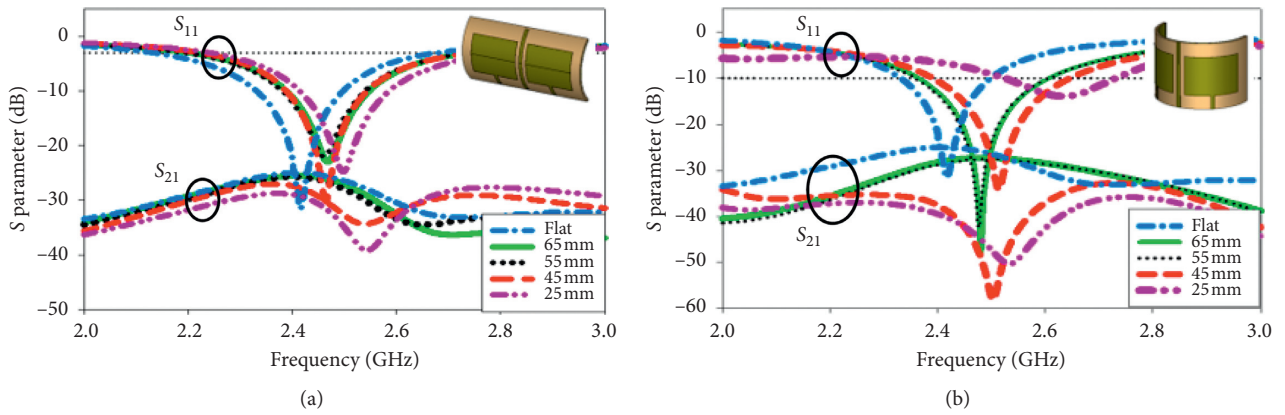 S11
S21
0
–10
–20
–30
–40
–50
S parameter (dB)
2.0
2.2
2.4
2.6
2.8
3.0
Frequency (GHz)
Flat
65 mm
55 mm
45 mm
25 mm
(a)
S11
S21
0
–10
–20
–30
–40
–50
–60
S parameter (dB)
2.0
2.2
2.4
2.6
2.8
3.0
Frequency (GHz)
Flat
65 mm
55 mm
45 mm
25 mm
(b)